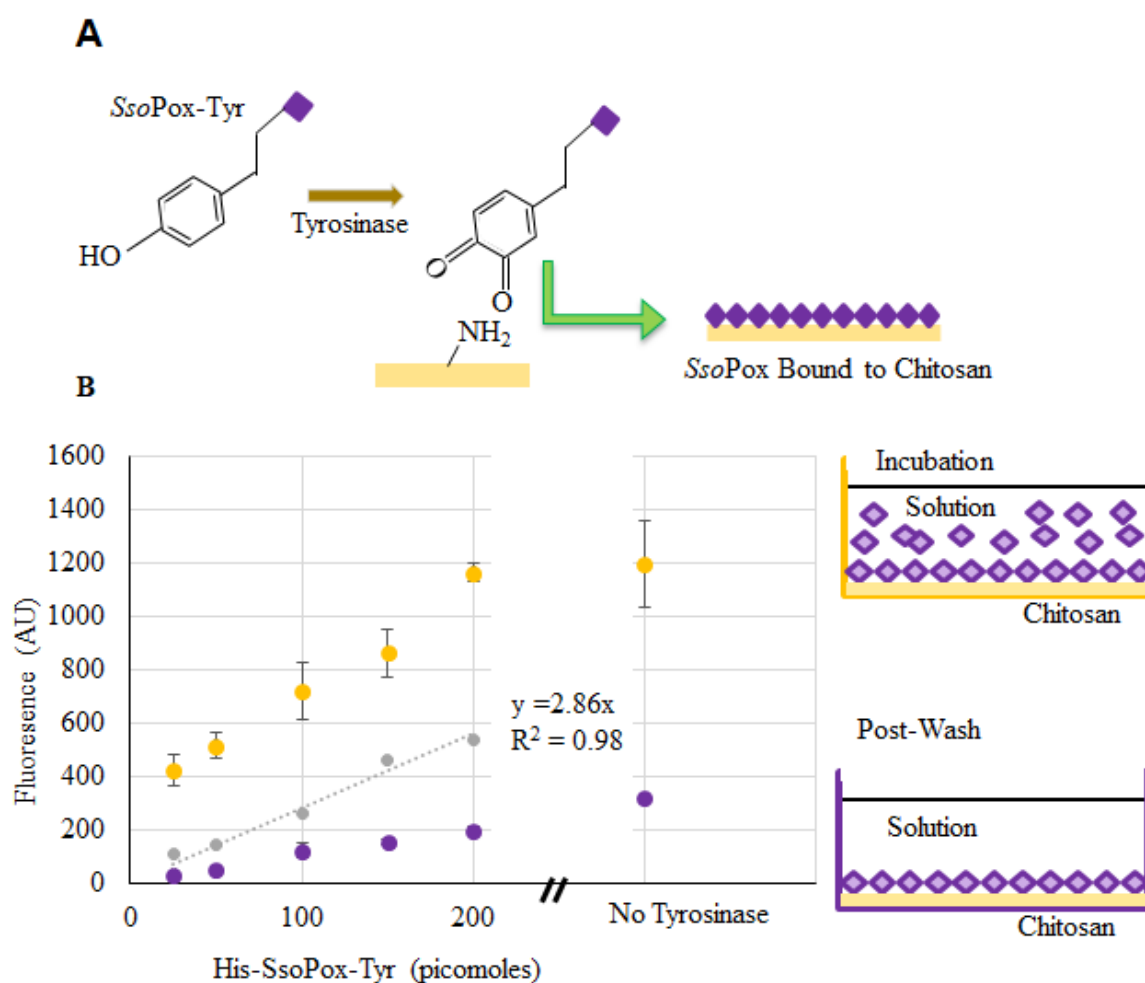 A
SsoPox-Tyr
Tyrosinase
HO
O
O
NH₂
SsoPox Bound to Chitosan
B
1600
1400
1200
1000
800
600
400
200
0
Fluoresence (AU)
y =2.86x
R² = 0.98
0
100
200
No Tyrosinase
His-SsoPox-Tyr (picomoles)
Incubation
Solution
Chitosan
Post-Wash
Solution
Chitosan